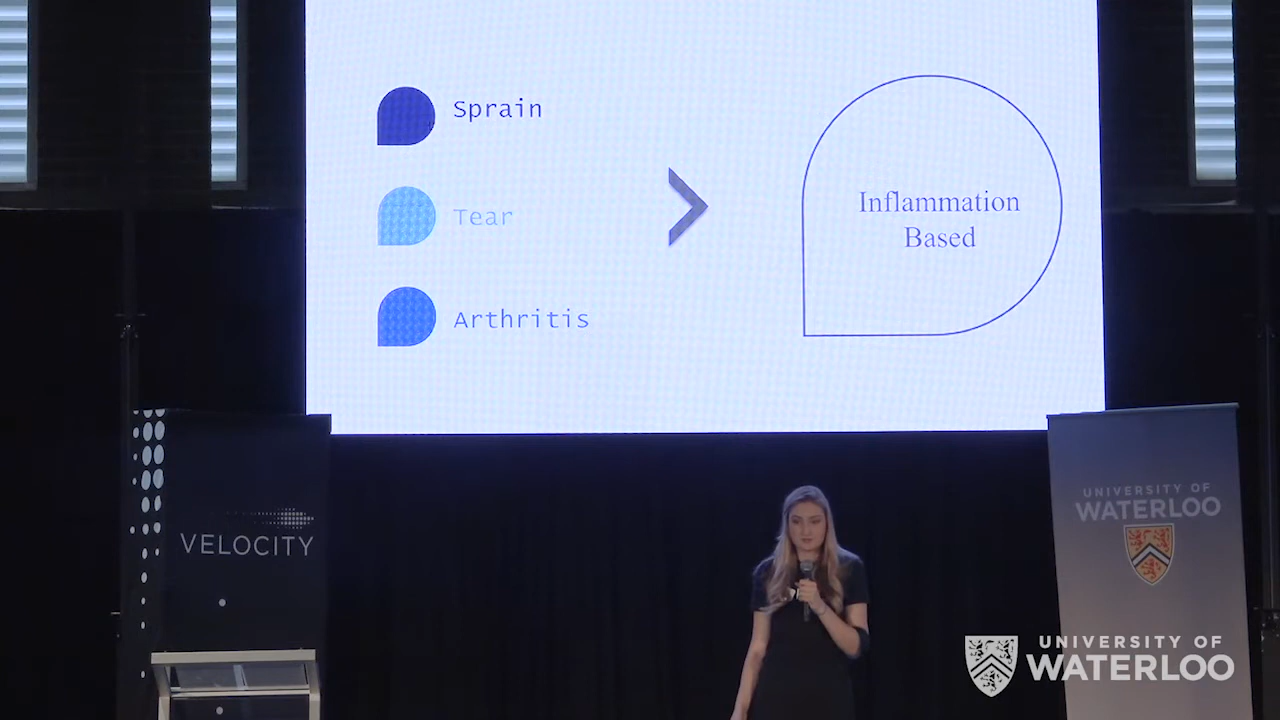 Sprain
Tear
Arthritis
Inflammation
Based
VELOCITY
UNIVERSITY OF
WATERLOO
UNIVERSITY OF
WATERLOO